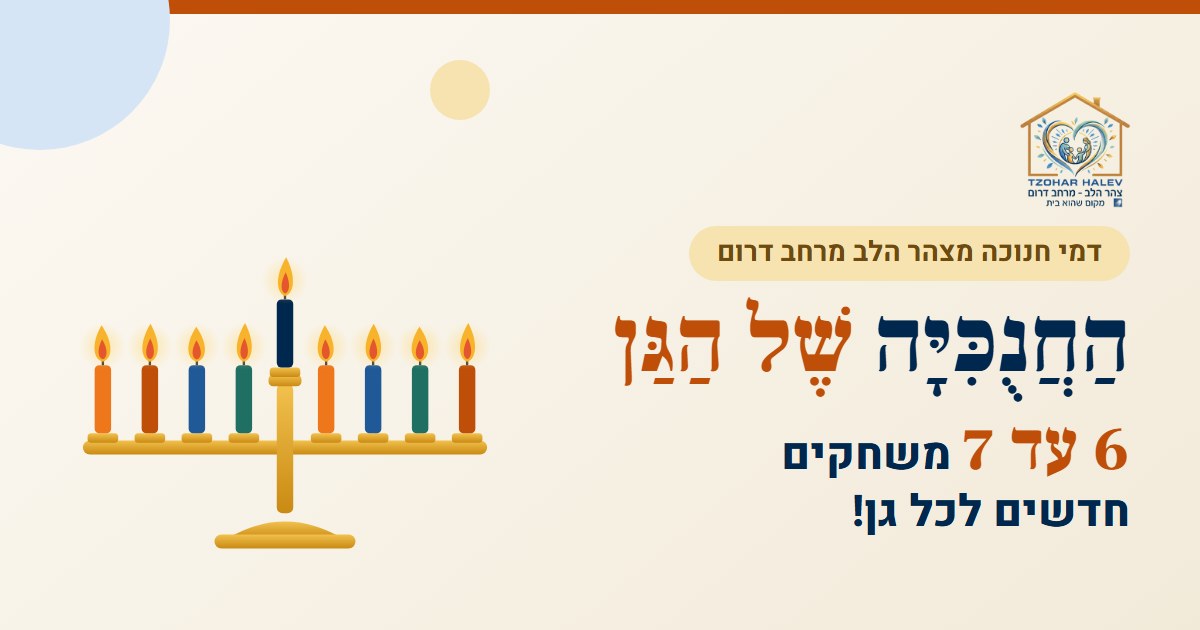 TZOHAR HALEV
צהר הלב - מרחב דרום
מקום שהוא בית
דמי חנוכה מצהר הלב מרחב דרום
הַחֲנֻכִּיָּה שֶׁל הַגַּן
6 עד 7 משחקים
חדשים לכל גן!